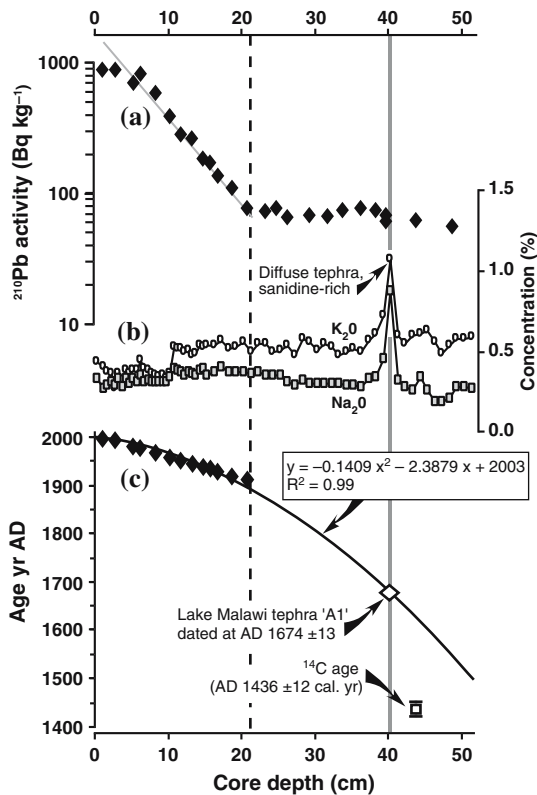 0 10 20 30 40 50
1000
100
10
²¹⁰Pb activity (Bq kg⁻¹)
(a)
1.5
1.0
0.5
0.0
Concentration (%)
Diffuse tephra,
sanidine-rich
(b)
K₂0
Na₂0
2000
1900
1800
1700
1600
1500
1400
Age yr AD
(c)
y = –0.1409 x² – 2.3879 x + 2003
R² = 0.99
Lake Malawi tephra 'A1'
dated at AD 1674 ±13
¹⁴C age
(AD 1436 ±12 cal. yr)
0 10 20 30 40 50
Core depth (cm)